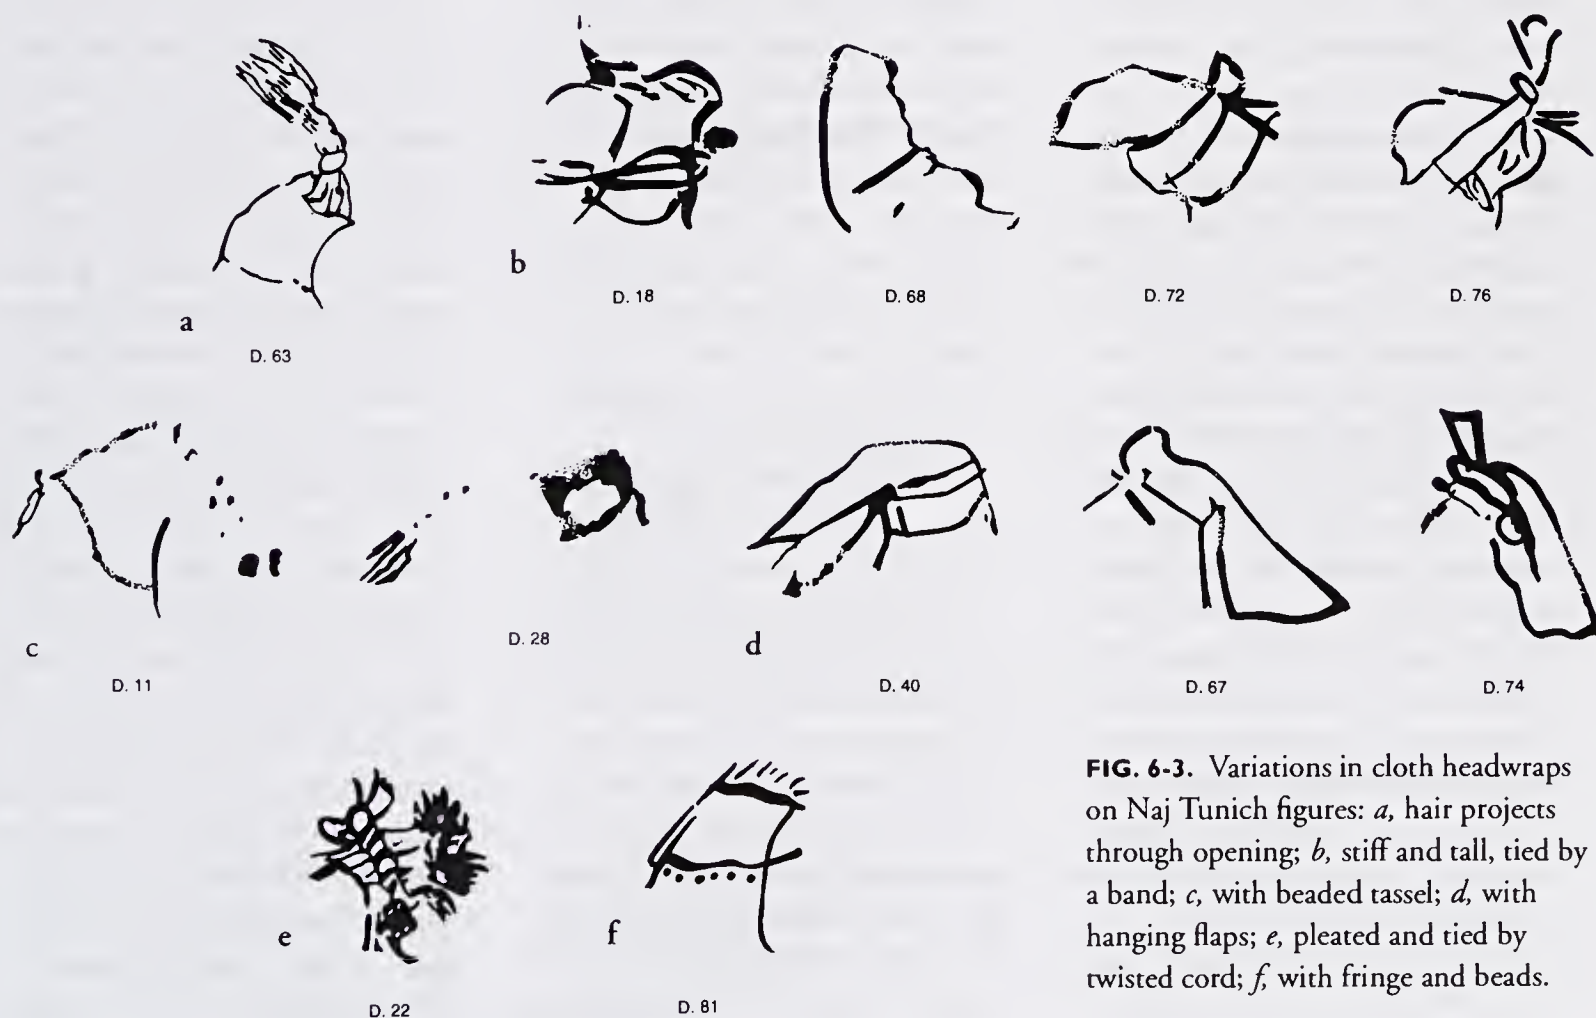 a
D. 63
b
D. 18
D. 68
D. 72
D. 76
c
D. 11
D. 28
d
D. 40
D. 67
D. 74
e
D. 22
f
D. 81
FIG. 6-3. Variations in cloth headwraps
on Naj Tunich figures: a, hair projects
through opening; b, stiff and tall, tied by
a band; c, with beaded tassel; d, with
hanging flaps; e, pleated and tied by
twisted cord; f, with fringe and beads.